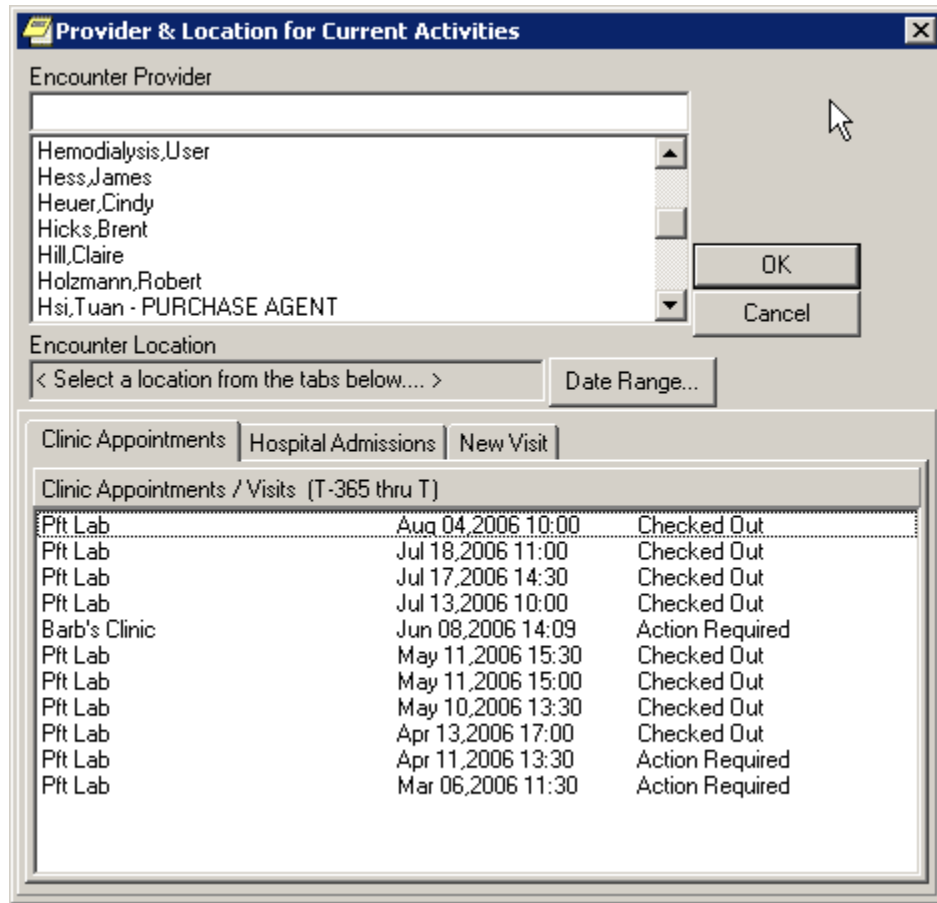 Provider & Location for Current Activities
Encounter Provider
Hemodialysis,User
Hess,James
Heuer,Cindy
Hicks,Brent
Hill,Claire
Holzmann,Robert
Hsi,Tuan - PURCHASE AGENT
OK
Cancel
Encounter Location
< Select a location from the tabs below.... >
Date Range...
Clinic Appointments Hospital Admissions New Visit
Clinic Appointments / Visits (T-365 thru T)
Pft Lab Aug 04,2006 10:00 Checked Out
Pft Lab Jul 18,2006 11:00 Checked Out
Pft Lab Jul 17,2006 14:30 Checked Out
Pft Lab Jul 13,2006 10:00 Checked Out
Barb's Clinic Jun 08,2006 14:09 Action Required
Pft Lab May 11,2006 15:30 Checked Out
Pft Lab May 11,2006 15:00 Checked Out
Pft Lab May 10,2006 13:30 Checked Out
Pft Lab Apr 13,2006 17:00 Checked Out
Pft Lab Apr 11,2006 13:30 Action Required
Pft Lab Mar 06,2006 11:30 Action Required